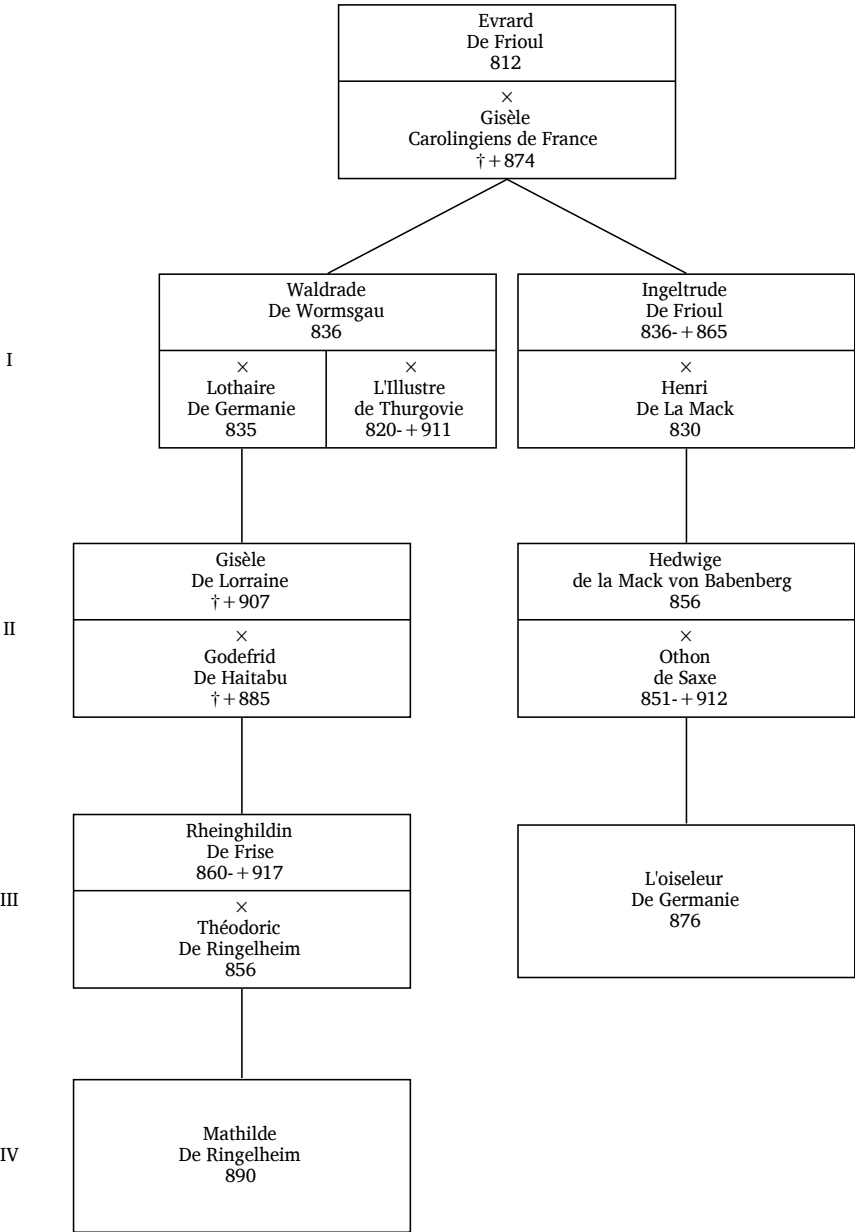 Evrard
De Frioul
812
×
Gisèle
Carolingiens de France
†+874
I
Waldrade
De Wormsgau
836
×
Lothaire
De Germanie
835
×
L'Illustre
de Thurgovie
820-+911
Ingeltrude
De Frioul
836-+865
×
Henri
De La Mack
830
II
Gisèle
De Lorraine
†+907
×
Godefrid
De Haitabu
†+885
Hedwige
de la Mack von Babenberg
856
×
Othon
de Saxe
851-+912
III
Rheinghildin
De Frise
860-+917
×
Théodoric
De Ringelheim
856
L'oiseleur
De Germanie
876
IV
Mathilde
De Ringelheim
890